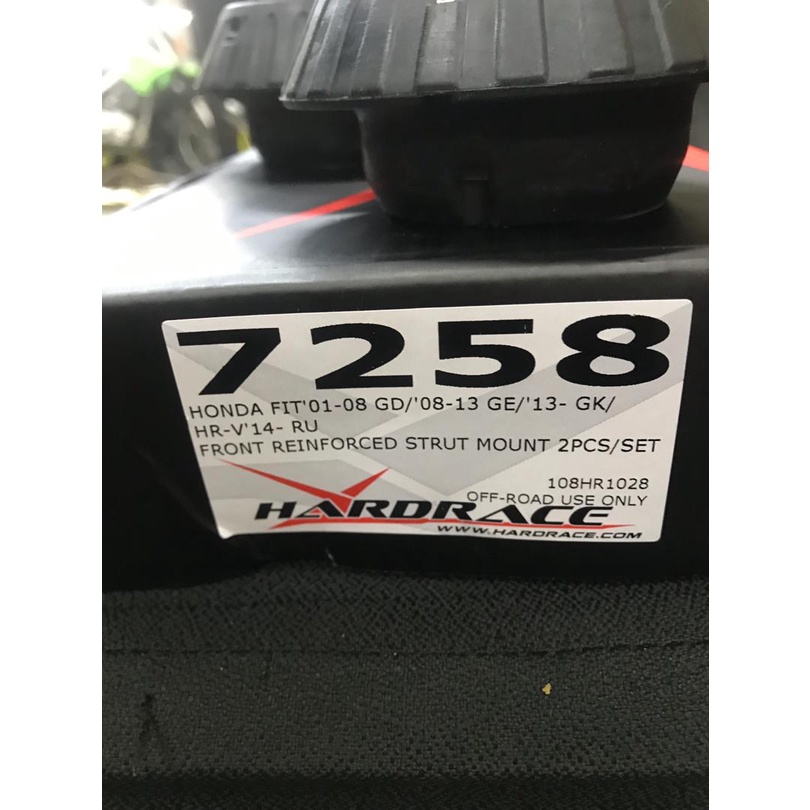 7258
HONDA FIT'01-08 GD/'08-13 GE/'13- GK/
HR-V'14- RU
FRONT REINFORCED STRUT MOUNT 2PCS/SET
108HR1028
OFF-ROAD USE ONLY
HARDRACE
WWW.HARDRACE.COM